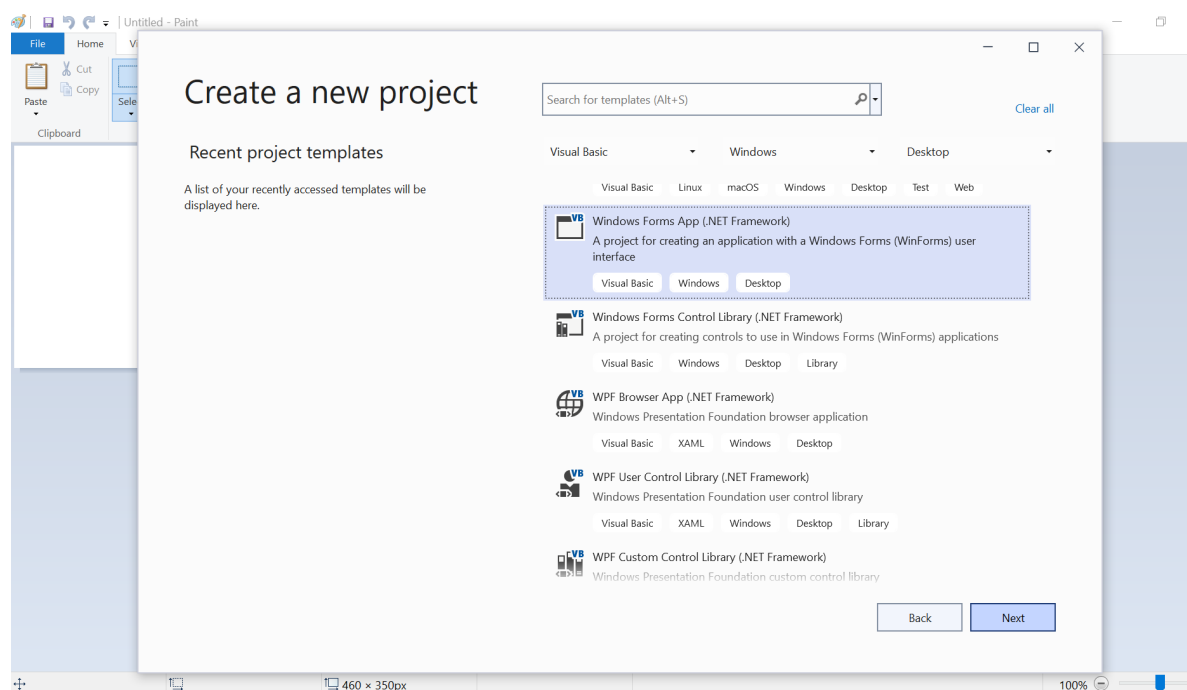 Untitled - Paint
File Home Vi
Paste
Cut
Copy
Sele
Clipboard
Create a new project
Search for templates (Alt+S)
Clear all
Recent project templates
A list of your recently accessed templates will be
displayed here.
Visual Basic Windows Desktop
Visual Basic Linux macOS Windows Desktop Test Web
VB
Windows Forms App (.NET Framework)
A project for creating an application with a Windows Forms (WinForms) user
interface
Visual Basic Windows Desktop
VB
Windows Forms Control Library (.NET Framework)
A project for creating controls to use in Windows Forms (WinForms) applications
Visual Basic Windows Desktop Library
VB
WPF Browser App (.NET Framework)
Windows Presentation Foundation browser application
Visual Basic XAML Windows Desktop
VB
WPF User Control Library (.NET Framework)
Windows Presentation Foundation user control library
Visual Basic XAML Windows Desktop Library
VB
WPF Custom Control Library (.NET Framework)
Windows Presentation Foundation custom control library
Back Next
460 × 350px 100%